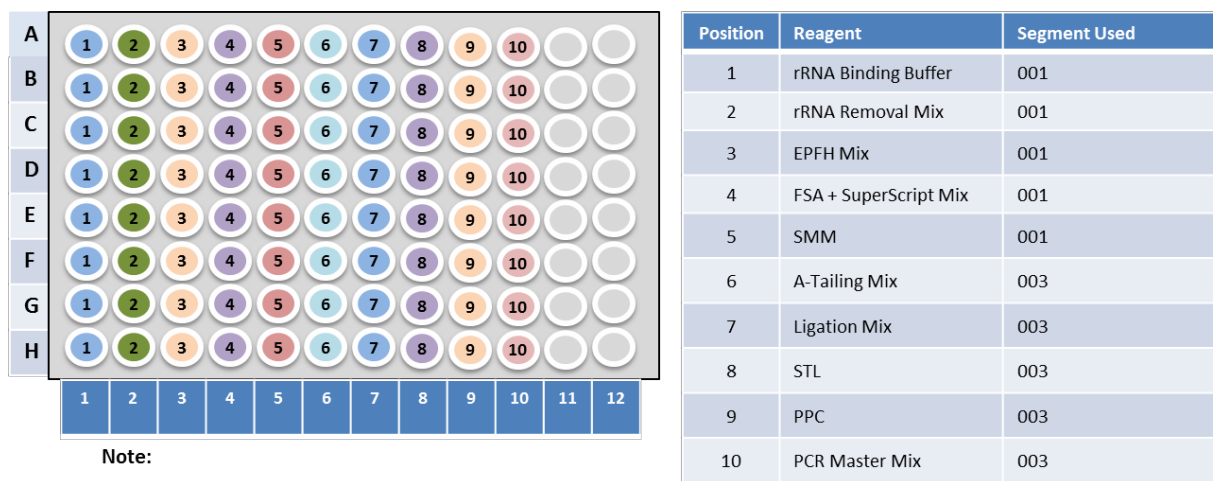 A 1 2 3 4 5 6 7 8 9 10
B 1 2 3 4 5 6 7 8 9 10
C 1 2 3 4 5 6 7 8 9 10
D 1 2 3 4 5 6 7 8 9 10
E 1 2 3 4 5 6 7 8 9 10
F 1 2 3 4 5 6 7 8 9 10
G 1 2 3 4 5 6 7 8 9 10
H 1 2 3 4 5 6 7 8 9 10
1 2 3 4 5 6 7 8 9 10 11 12
Note:
Position Reagent Segment Used
1 rRNA Binding Buffer 001
2 rRNA Removal Mix 001
3 EPFH Mix 001
4 FSA + SuperScript Mix 001
5 SMM 001
6 A-Tailing Mix 003
7 Ligation Mix 003
8 STL 003
9 PPC 003
10 PCR Master Mix 003